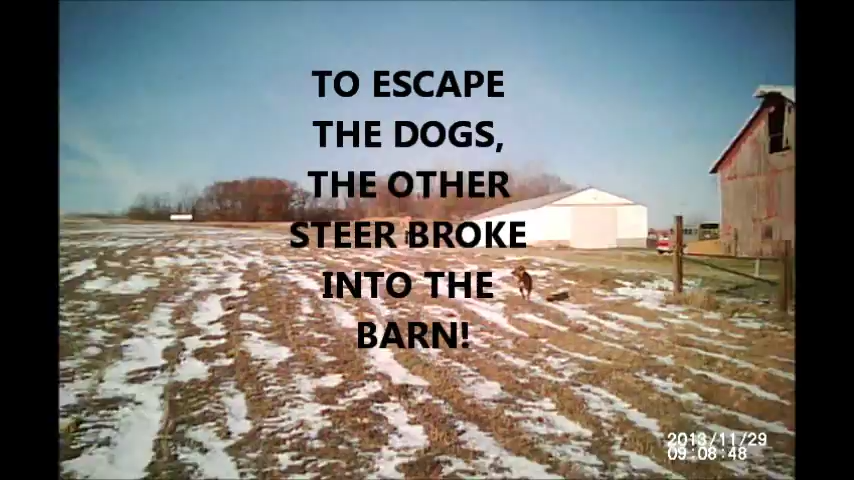 TO ESCAPE
THE DOGS,
THE OTHER
STEER BROKE
INTO THE
BARN!
2013/11/29
09:08:48